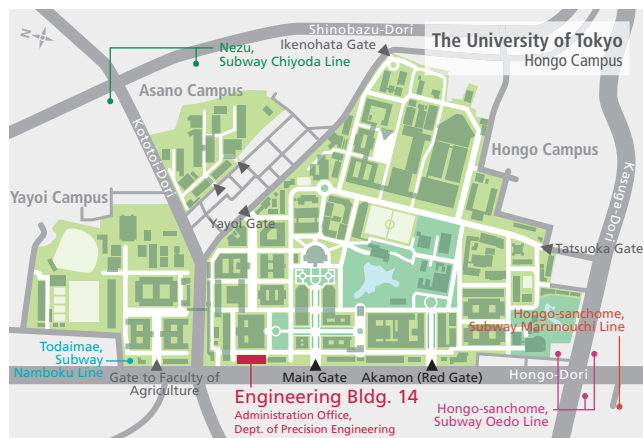 The University of Tokyo
Hongo Campus
Shinobazu-Dori
Ikenohata Gate
Nezu,
Subway Chiyoda Line
N
Asano Campus
Kototoi-Dori
Hongo Campus
Kasuga-Dori
Yayoi Campus
Yayoi Gate
Tatsuoka Gate
Hongo-sanchome,
Subway Marunouchi Line
Todaimae,
Subway
Namboku Line
Gate to Faculty of
Agriculture
Main Gate
Akamon (Red Gate)
Hongo-Dori
Engineering Bldg. 14
Administration Office,
Dept. of Precision Engineering
Hongo-sanchome,
Subway Oedo Line